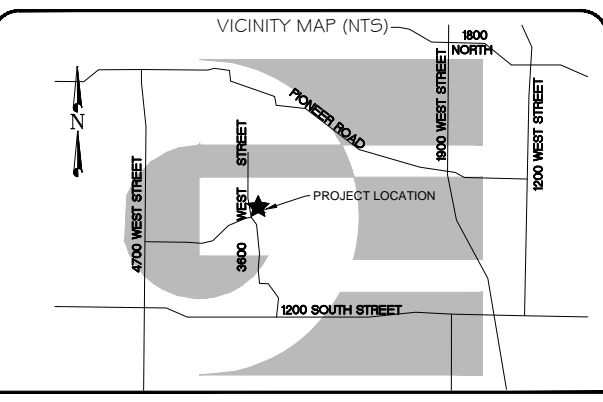 VICINITY MAP (NTS)
1800
NORTH
N
PIONEER ROAD
1900 WEST STREET
1200 WEST STREET
4700 WEST STREET
3600 WEST STREET
PROJECT LOCATION
1200 SOUTH STREET